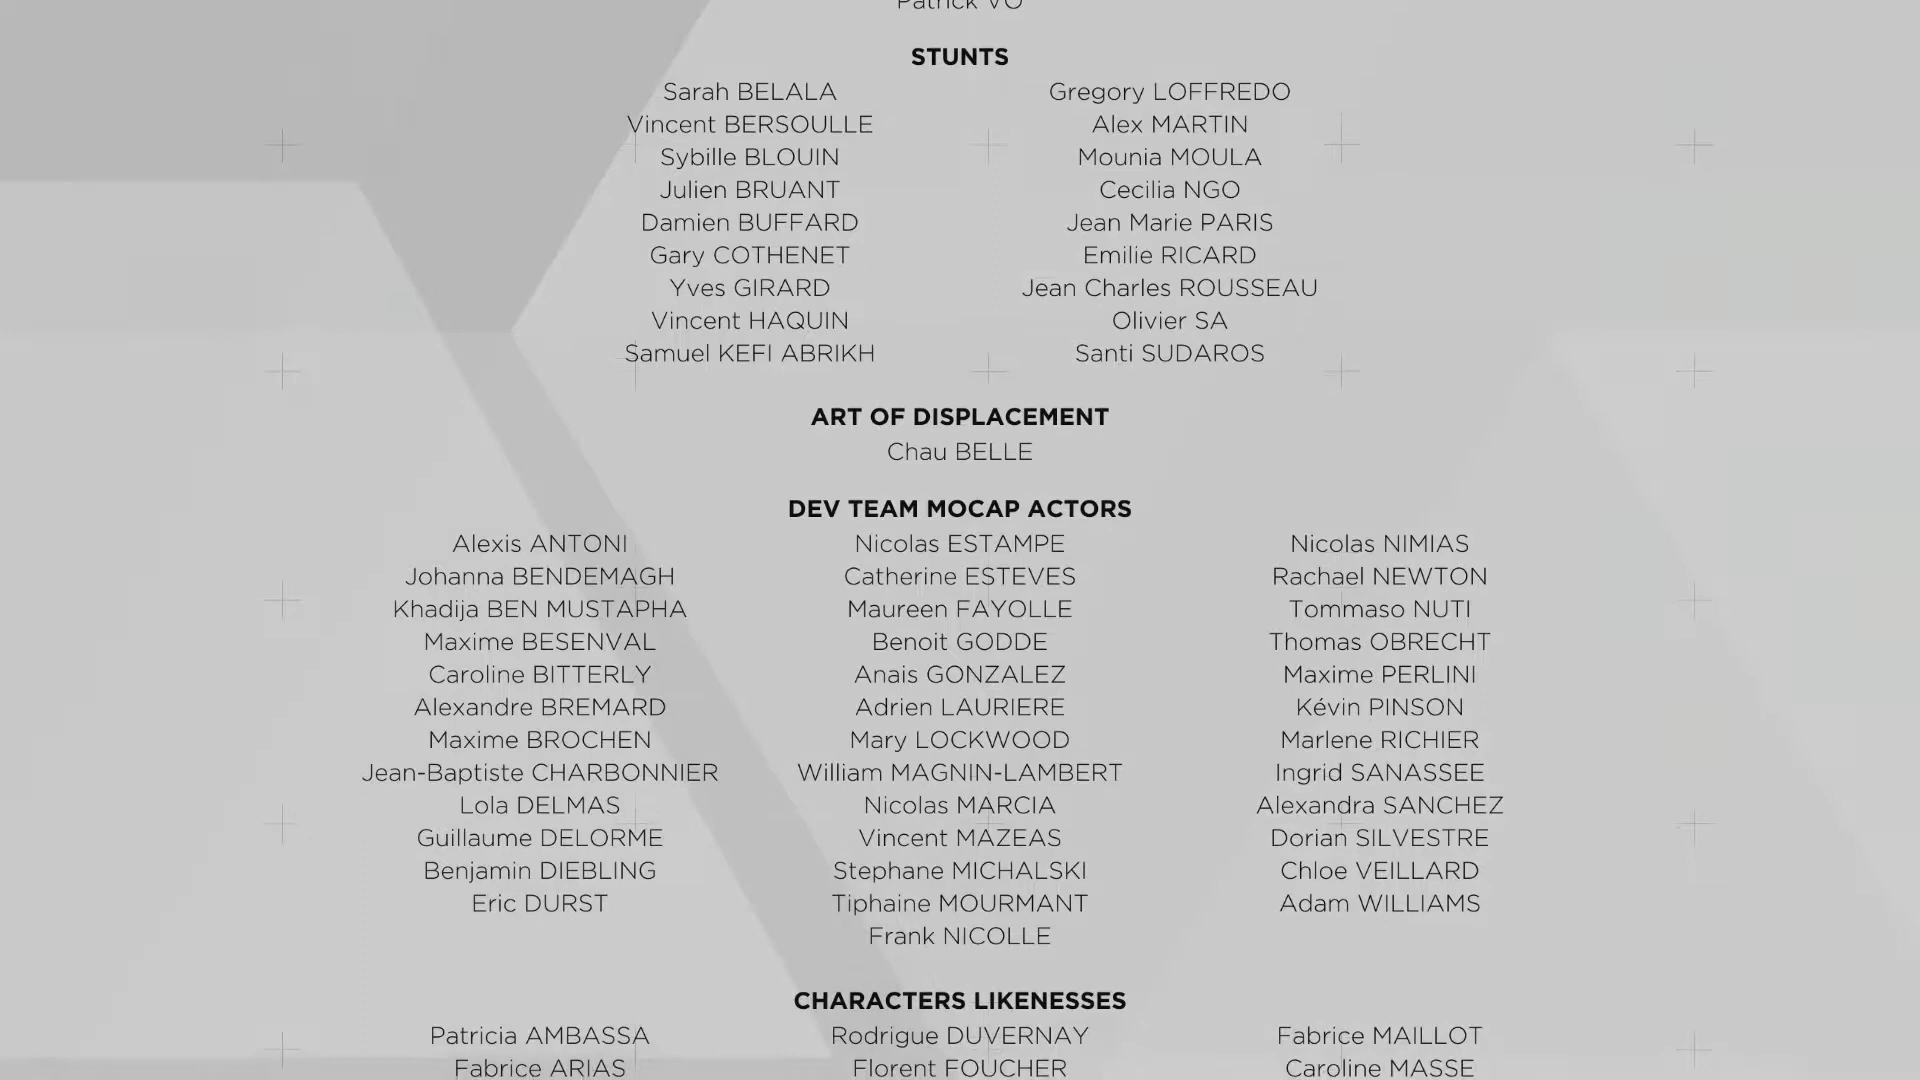 Patrick VO
STUNTS
Sarah BELALA
Vincent BERSOULLE
Sybille BLOUIN
Julien BRUANT
Damien BUFFARD
Gary COTHENET
Yves GIRARD
Vincent HAQUIN
Samuel KEFI ABRIKH
Gregory LOFFREDO
Alex MARTIN
Mounia MOULA
Cecilia NGO
Jean Marie PARIS
Emilie RICARD
Jean Charles ROUSSEAU
Olivier SA
Santi SUDAROS
ART OF DISPLACEMENT
Chau BELLE
DEV TEAM MOCAP ACTORS
Alexis ANTONI
Johanna BENDEMAGH
Khadija BEN MUSTAPHA
Maxime BESENVAL
Caroline BITTERLY
Alexandre BREMARD
Maxime BROCHEN
Jean-Baptiste CHARBONNIER
Lola DELMAS
Guillaume DELORME
Benjamin DIEBLING
Eric DURST
Nicolas ESTAMPE
Catherine ESTEVES
Maureen FAYOLLE
Benoit GODDE
Anais GONZALEZ
Adrien LAURIERE
Mary LOCKWOOD
William MAGNIN-LAMBERT
Nicolas MARCIA
Vincent MAZEAS
Stephane MICHALSKI
Tiphaine MOURMANT
Frank NICOLLE
Nicolas NIMIAS
Rachael NEWTON
Tommaso NUTI
Thomas OBRECHT
Maxime PERLINI
Kévin PINSON
Marlene RICHIER
Ingrid SANASSEE
Alexandra SANCHEZ
Dorian SILVESTRE
Chloe VEILLARD
Adam WILLIAMS
CHARACTERS LIKENESSES
Patricia AMBASSA
Fabrice ARIAS
Rodrigue DUVERNAY
Florent FOUCHER
Fabrice MAILLOT
Caroline MASSE